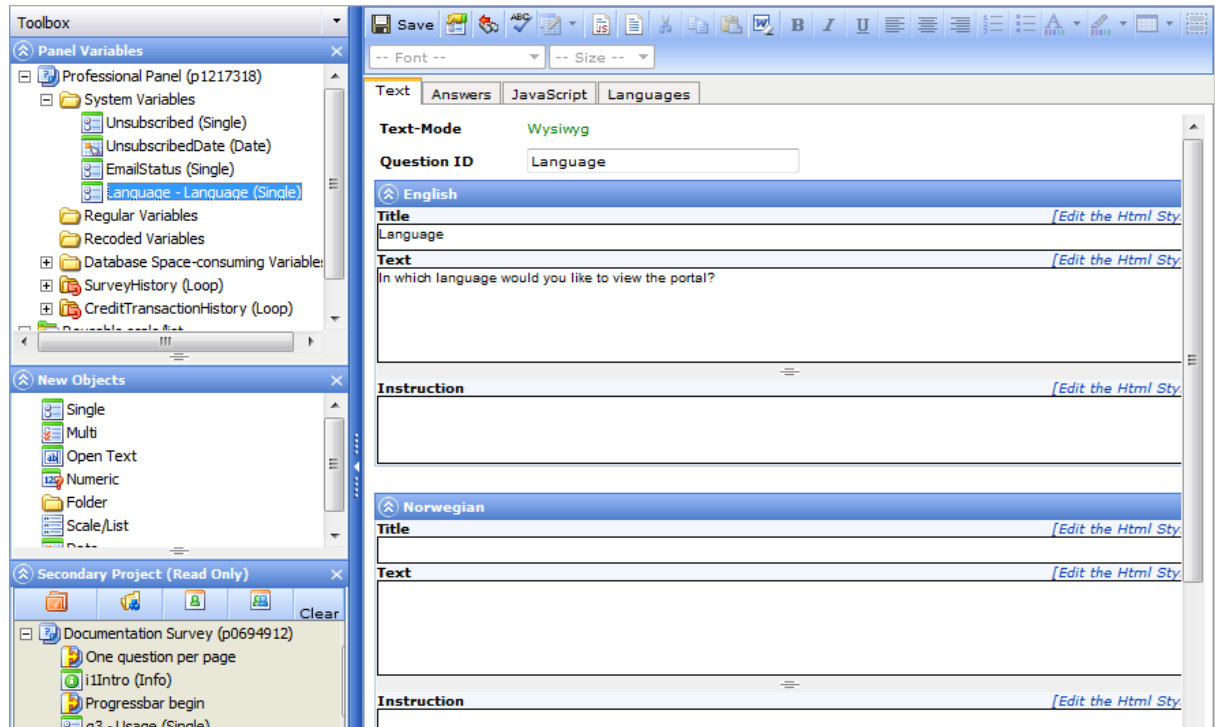 Toolbox
Panel Variables
Professional Panel (p1217318)
System Variables
Unsubscribed (Single)
UnsubscribedDate (Date)
EmailStatus (Single)
Language - Language (Single)
Regular Variables
Recoded Variables
Database Space-consuming Variable
SurveyHistory (Loop)
CreditTransactionHistory (Loop)
New Objects
Single
Multi
Open Text
Numeric
Folder
Scale/List
Secondary Project (Read Only)
Clear
Documentation Survey (p0694912)
One question per page
i1Intro (Info)
Progressbar begin
q3 - Usage (Single)
Save B I U
-- Font -- -- Size --
Text Answers JavaScript Languages
Text-Mode Wysiwyg
Question ID Language
English
Title [Edit the Html Sty
Language
Text [Edit the Html Sty
In which language would you like to view the portal?
Instruction [Edit the Html Sty
Norwegian
Title [Edit the Html Sty
Text [Edit the Html Sty
Instruction [Edit the Html Sty